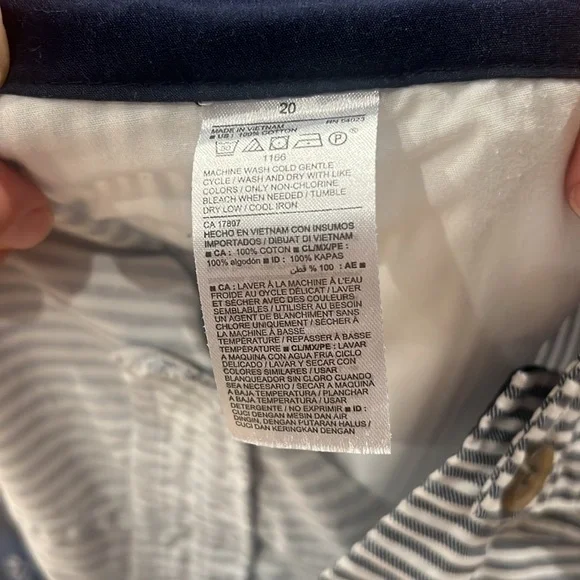 20
MADE IN VIETNAM RN 54023
■ US: 100% COTTON
30 P
1166
MACHINE WASH COLD GENTLE
CYCLE / WASH AND DRY WITH LIKE
COLORS / ONLY NON-CHLORINE
BLEACH WHEN NEEDED / TUMBLE
DRY LOW / COOL IRON
CA 17897
HECHO EN VIETNAM CON INSUMOS
IMPORTADOS / DIBUAT DI VIETNAM
■ CA : 100% COTON ■ CL/MX/PE :
100% algodón ■ ID : 100% KAPAS
■ AE : 100 % قطن
■ CA : LAVER À LA MACHINE À L'EAU
FROIDE AU CYCLE DÉLICAT / LAVER
ET SÉCHER AVEC DES COULEURS
SEMBLABLES / UTILISER AU BESOIN
UN AGENT DE BLANCHIMENT SANS
CHLORE UNIQUEMENT / SÉCHER À
LA MACHINE À BASSE
TEMPÉRATURE / REPASSER À BASSE
TEMPÉRATURE ■ CL/MX/PE: LAVAR
A MAQUINA CON AGUA FRIA CICLO
DELICADO / LAVAR Y SECAR CON
COLORES SIMILARES / USAR
BLANQUEADOR SIN CLORO CUANDO
SEA NECESARIO / SECAR A MAQUINA
A BAJA TEMPERATURA / PLANCHAR
A BAJA TEMPERATURA / USAR
DETERGENTE / NO EXPRIMIR ■ ID :
CUCI DENGAN MESIN DAN AIR
DINGIN, DENGAN PUTARAN HALUS /
CUCI DAN KERINGKAN DENGAN